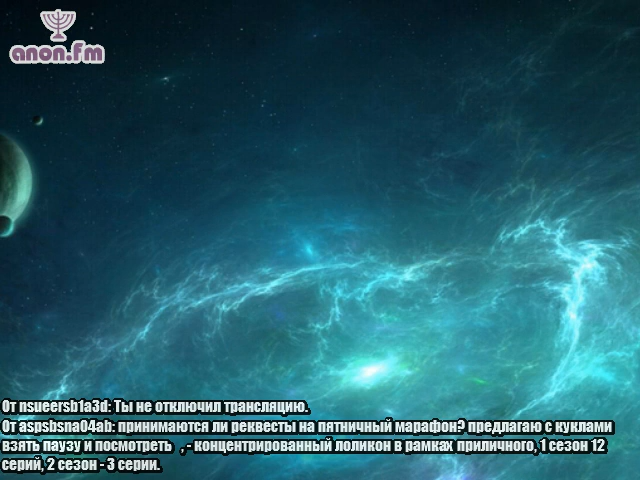 anon.fm
От nsueersb1a3d: Ты не отключил трансляцию.
От aspsbsna04ab: принимаются ли реквесты на пятничный марафон? предлагаю с куклами
взять паузу и посмотреть , - концентрированный лоликон в рамках приличного, 1 сезон 12
серий, 2 сезон - 3 серии.